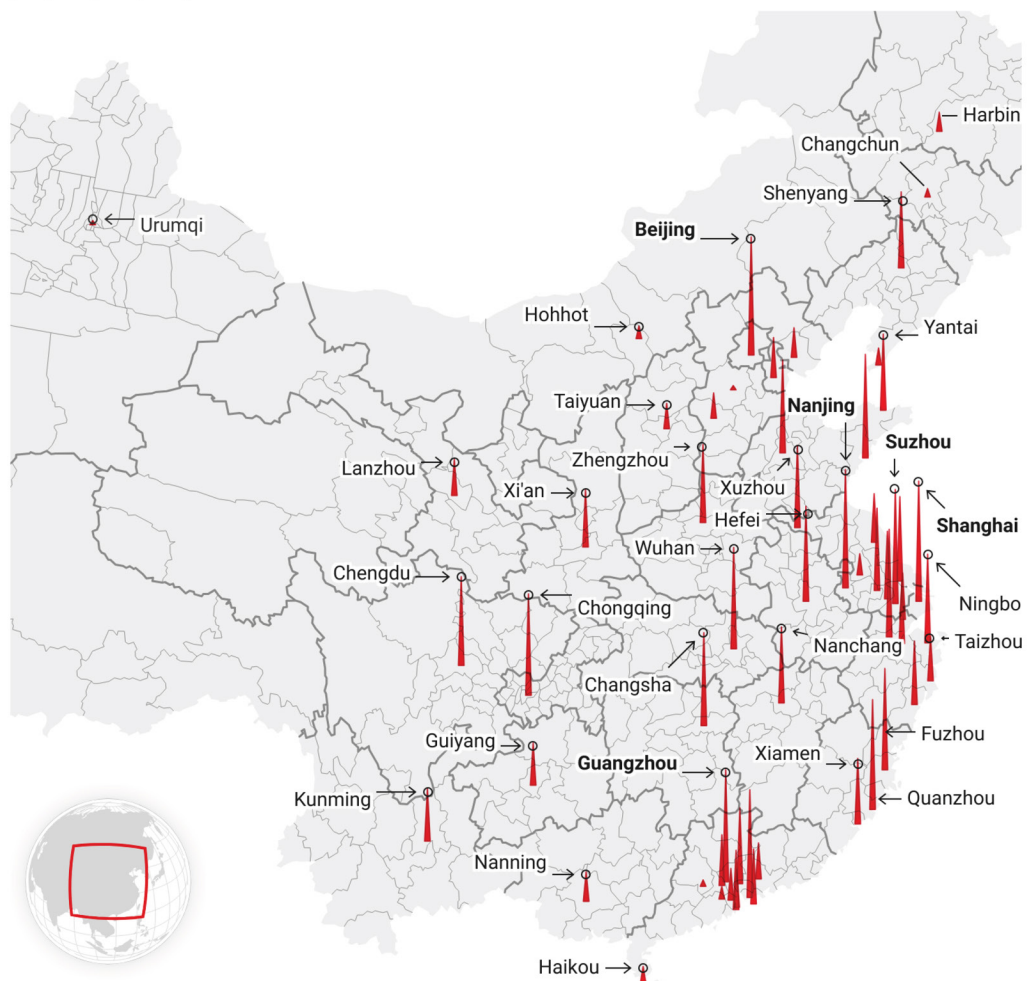 Harbin
Changchun
Shenyang
Urumqi
Beijing
Hohhot
Yantai
Taiyuan
Nanjing
Suzhou
Zhengzhou
Lanzhou
Xuzhou
Xi'an
Hefei
Shanghai
Wuhan
Chengdu
Chongqing
Ningbo
Nanchang
Taizhou
Changsha
Fuzhou
Guiyang
Xiamen
Guangzhou
Kunming
Quanzhou
Nanning
Haikou